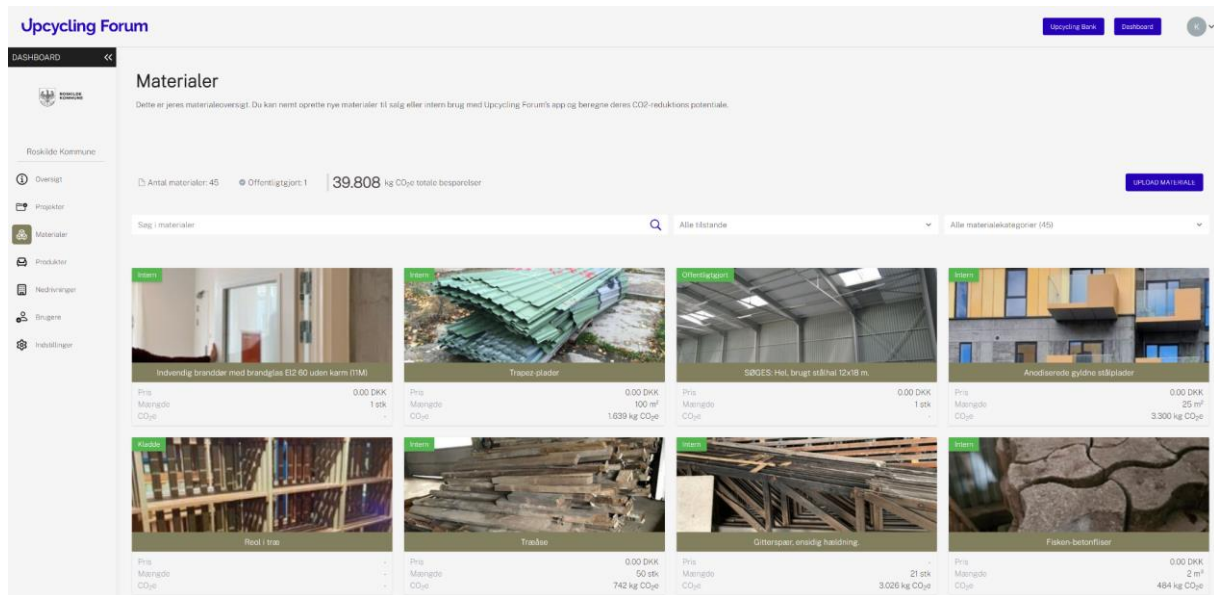 Upcycling Forum
Upcycling Bank
Dashboard
K
DASHBOARD
ROSKILDE
KOMMUNE
Roskilde Kommune
Oversigt
Projekter
Materialer
Produkter
Nedrivninger
Brugere
Indstillinger
Materialer
Dette er jeres materialeoversigt. Du kan nemt oprette nye materialer til salg eller intern brug med Upcycling Forum's app og beregne deres CO2-reduktions potentiale.
Antal materialer: 45 Offentligtgjort: 1 39.808 kg CO₂e totale besparelser
UPLOAD MATERIALE
Søg i materialer
Alle tilstande
Alle materialekategorier (45)
Intern
Indvendig branddør med brandglas EI2 60 uden karm (11M)
Pris 0.00 DKK
Mængde 1 stk
CO₂e -
Intern
Trapez-plader
Pris 0.00 DKK
Mængde 100 m²
CO₂e 1.639 kg CO₂e
Offentligtgjort
SØGES: Hel, brugt stålhal 12x18 m.
Pris 0.00 DKK
Mængde 1 stk
CO₂e -
Intern
Anodiserede gyldne stålplader
Pris 0.00 DKK
Mængde 25 m²
CO₂e 3.300 kg CO₂e
Kladde
Reol i træ
Pris -
Mængde -
CO₂e -
Intern
Træåse
Pris 0.00 DKK
Mængde 50 stk
CO₂e 742 kg CO₂e
Intern
Gitterspær, ensidig hældning.
Pris -
Mængde 21 stk
CO₂e 3.026 kg CO₂e
Intern
Fisken-betonfliser
Pris 0.00 DKK
Mængde 2 m³
CO₂e 484 kg CO₂e